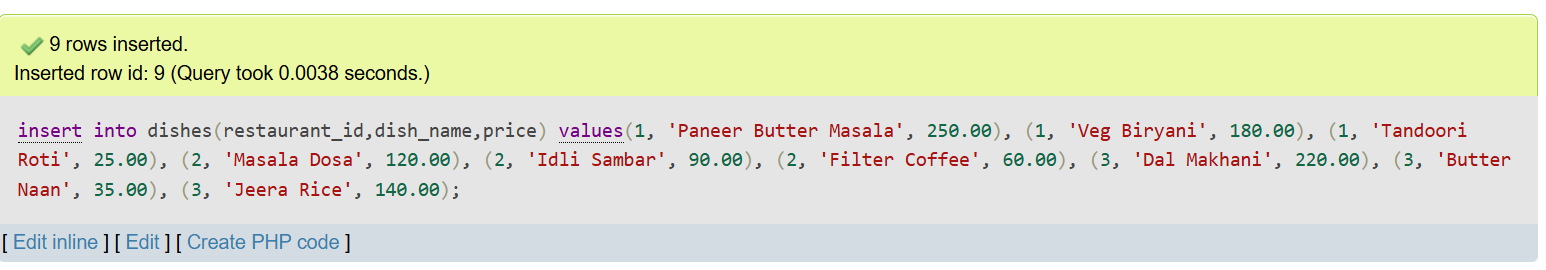 9 rows inserted.
Inserted row id: 9 (Query took 0.0038 seconds.)
insert into dishes(restaurant_id,dish_name,price) values(1, 'Paneer Butter Masala', 250.00), (1, 'Veg Biryani', 180.00), (1, 'Tandoori
Roti', 25.00), (2, 'Masala Dosa', 120.00), (2, 'Idli Sambar', 90.00), (2, 'Filter Coffee', 60.00), (3, 'Dal Makhani', 220.00), (3, 'Butter
Naan', 35.00), (3, 'Jeera Rice', 140.00);
[ Edit inline ] [ Edit ] [ Create PHP code ]